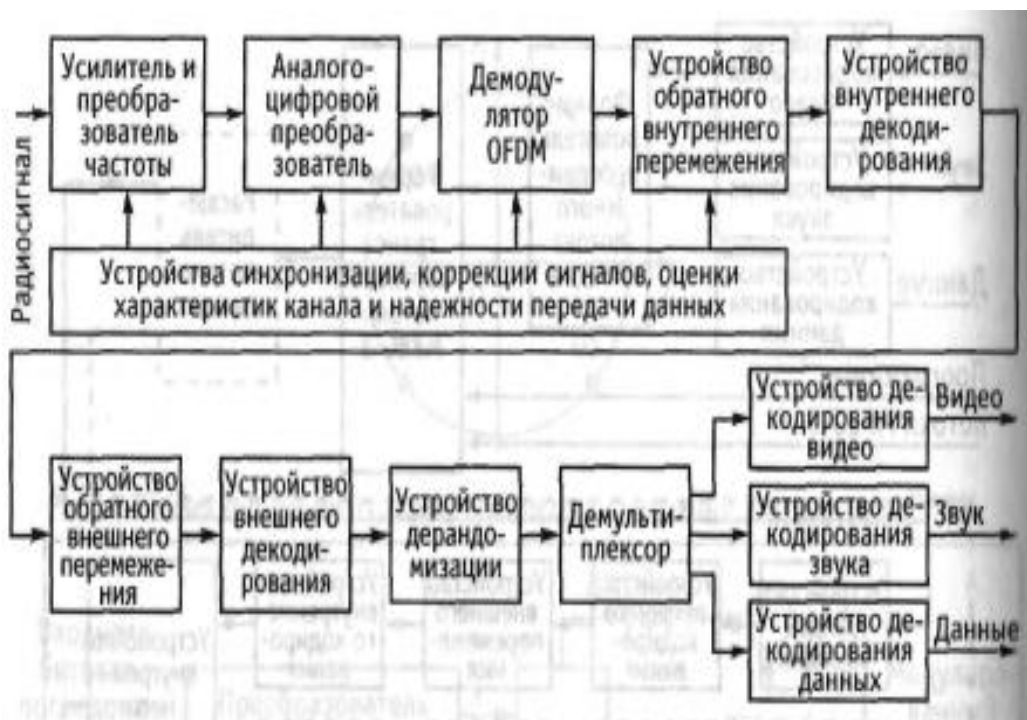 Радиосигнал
Усилитель и
преобра-
зователь
частоты
Аналого-
цифровой
преобра-
зователь
Демоду-
лятор
OFDM
Устройство
обратного
внутреннего
перемежения
Устройство
внутреннего
декоди-
рования
Устройства синхронизации, коррекции сигналов, оценки
характеристик канала и надежности передачи данных
Устройство
обратного
внешнего
перемеже-
ния
Устройство
внешнего
декоди-
рования
Устройство
дерандо-
мизации
Демульти-
плексор
Устройство де-
кодирования
видео
Видео
Устройство де-
кодирования
звука
Звук
Устройство де-
кодирования
данных
Данные